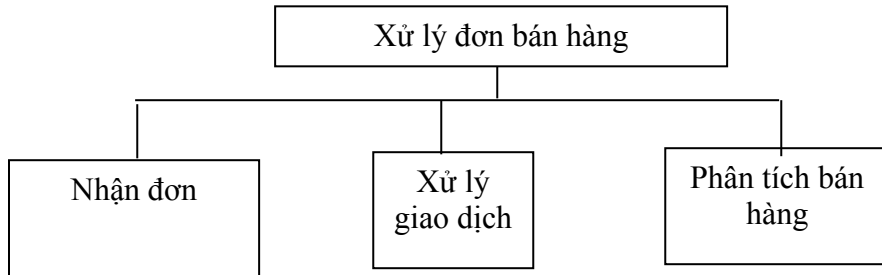 Xử lý đơn bán hàng
Nhận đơn
Xử lý
giao dịch
Phân tích bán
hàng